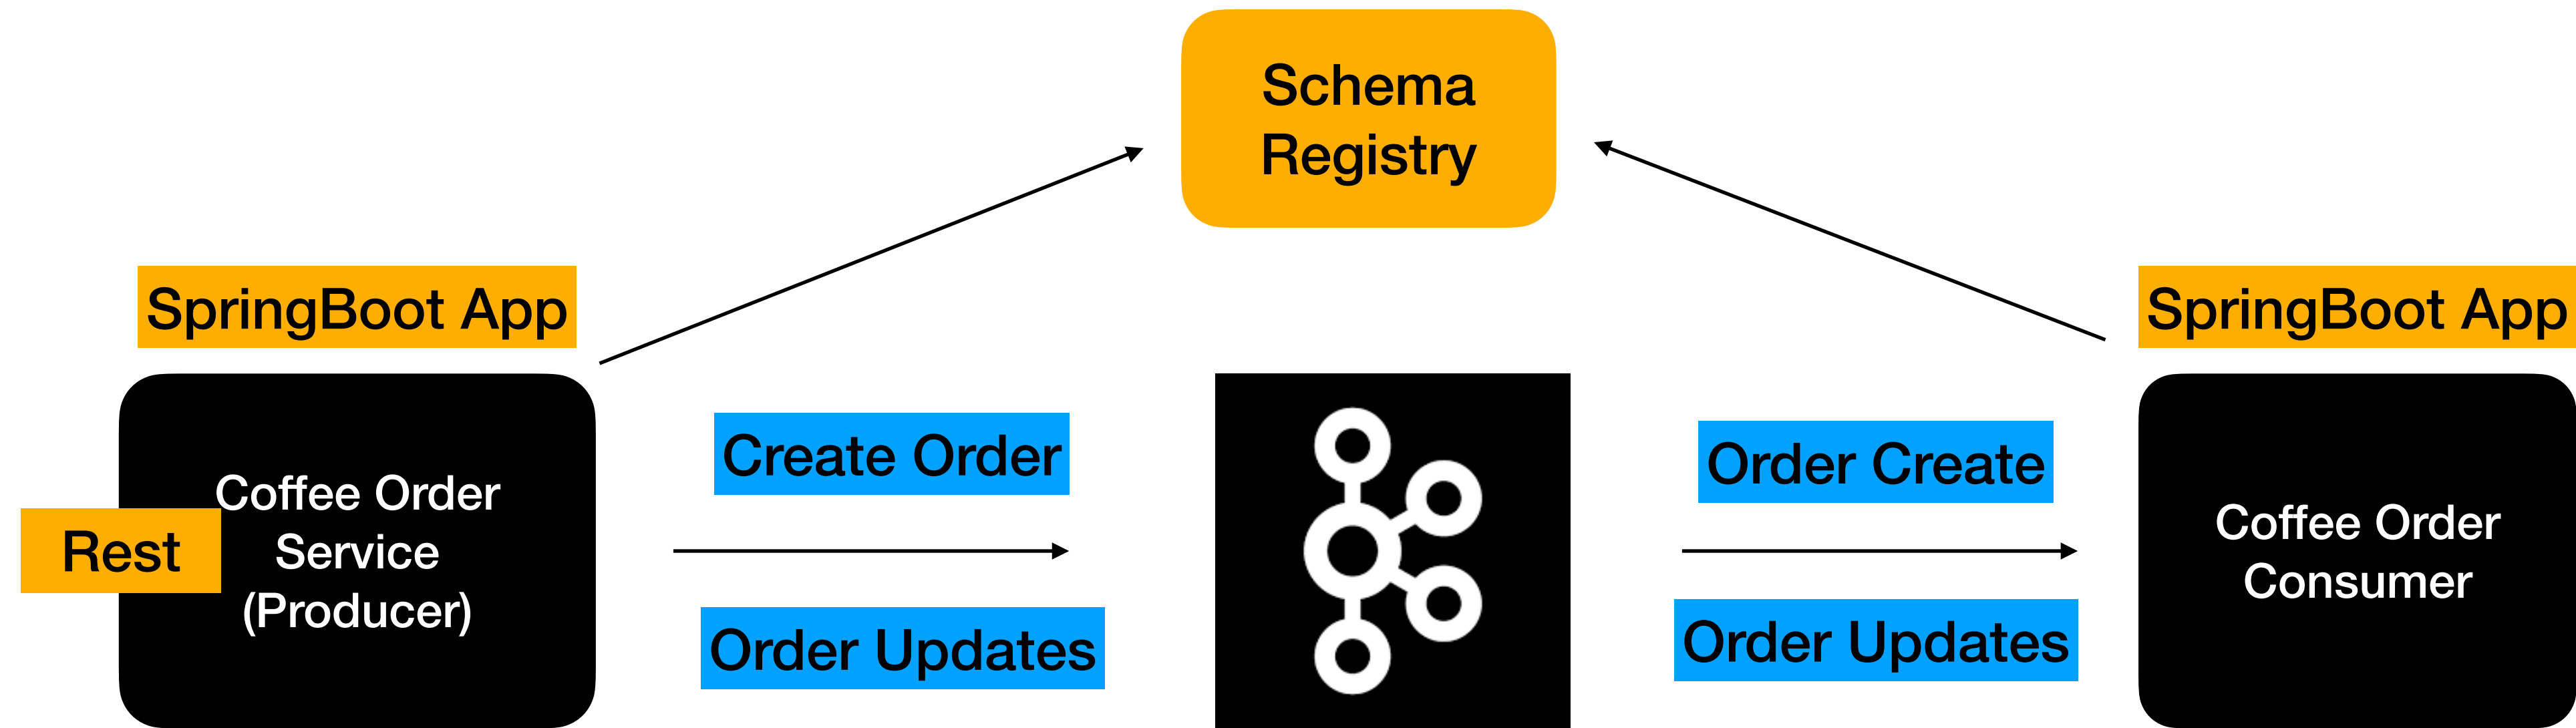 Schema
Registry
SpringBoot App
SpringBoot App
Create Order
Order Create
Rest
Coffee Order
Service
(Producer)
Coffee Order
Consumer
Order Updates
Order Updates